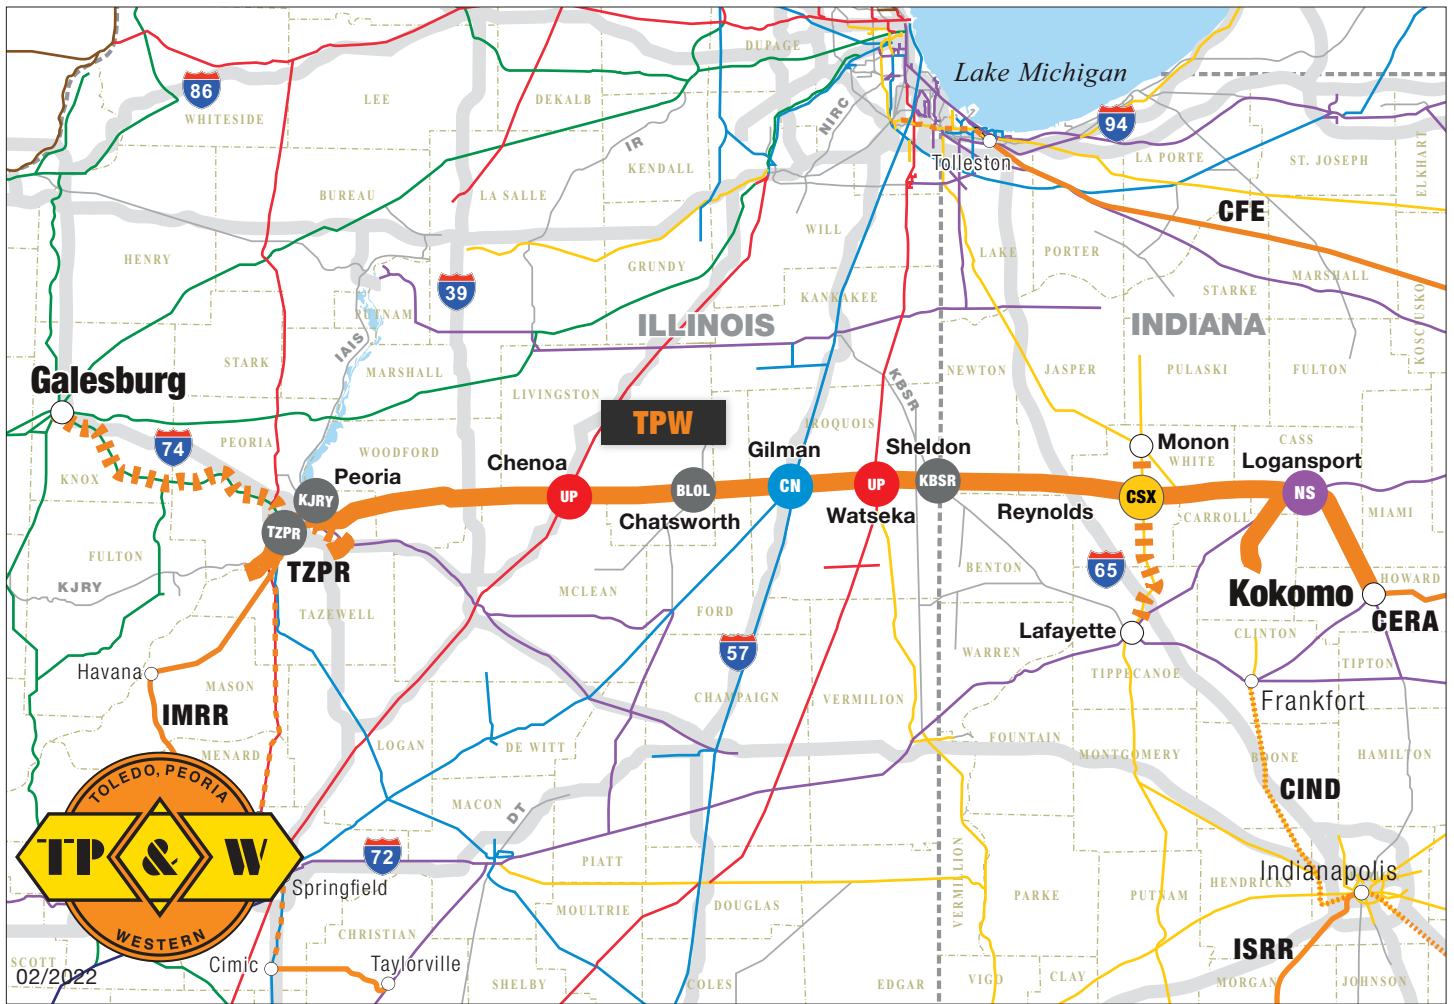 Lake Michigan
DUPAGE
86
WHITESIDE
LEE
DEKALB
NIRC
94
IR
KENDALL
Tolleston
LA PORTE
ST. JOSEPH
ELKHART
BUREAU
LA SALLE
CFE
WILL
HENRY
GRUNDY
LAKE
PORTER
MARSHALL
39
KANKAKEE
STARKE
KOSCIUSKO
PUTNAM
ILLINOIS
INDIANA
IAIS
STARK
MARSHALL
Galesburg
LIVINGSTON
KBSR
NEWTON
JASPER
PULASKI
FULTON
TPW
IROQUOIS
74
PEORIA
WOODFORD
Gilman
Sheldon
Monon
CASS
WHITE
Logansport
KNOX
Peoria
Chenoa
KJRY
UP
BLOL
CN
UP
KBSR
CSX
NS
Chatsworth
Watseka
Reynolds
CARROLL
MIAMI
TZPR
FULTON
TZPR
KJRY
65
BENTON
Kokomo
HOWARD
MCLEAN
FORD
TAZEWELL
CERA
Lafayette
CLINTON
57
WARREN
TIPTON
Havana
TIPPECANOE
MASON
CHAMPAIGN
VERMILION
Frankfort
IMRR
LOGAN
DE WITT
FOUNTAIN
MENARD
MONTGOMERY
BOONE
HAMILTON
TOLEDO, PEORIA
CIND
MACON
DT
TP & W
72
PIATT
VERMILLION
Indianapolis
Springfield
PARKE
PUTNAM
HENDRICKS
MOULTRIE
DOUGLAS
WESTERN
CHRISTIAN
ISRR
SCOTT
Cimic
Taylorville
02/2022
SHELBY
COLES
EDGAR
VIGO
CLAY
MORGAN
JOHNSON